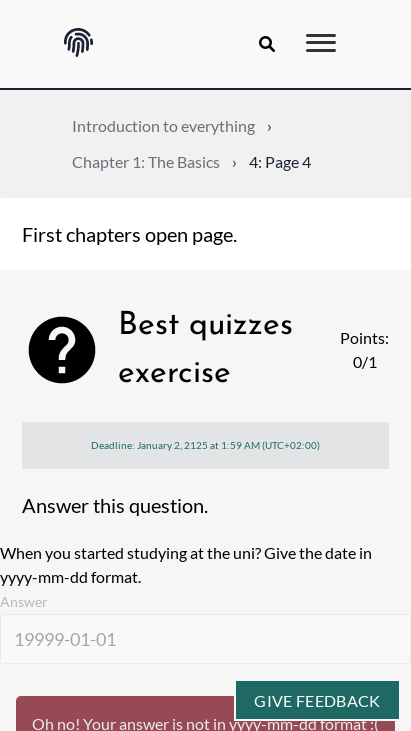 Introduction to everything ›
Chapter 1: The Basics › 4: Page 4
First chapters open page.
Best quizzes
exercise
Points:
0/1
Deadline: January 2, 2125 at 1:59 AM (UTC+02:00)
Answer this question.
When you started studying at the uni? Give the date in
yyyy-mm-dd format.
Answer
19999-01-01
GIVE FEEDBACK
Oh no! Your answer is not in yyyy-mm-dd format :(